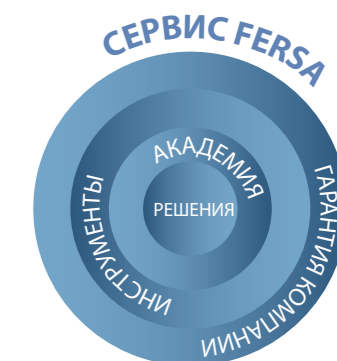 СЕРВИС FERSA
АКАДЕМИЯ
РЕШЕНИЯ
ИНСТРУМЕНТЫ
ГАРАНТИЯ КОМПАНИИ